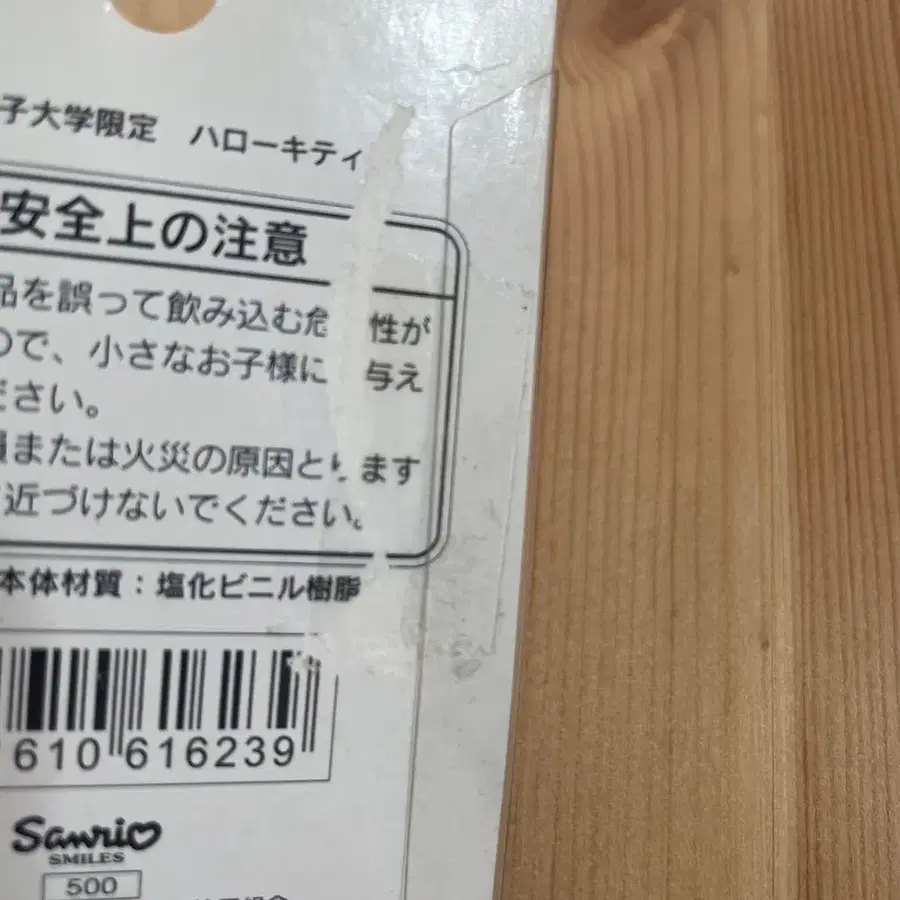 子大学限定 ハローキティ
安全上の注意
品を誤って飲み込む危 性が
ので、小さなお子様に 与え
ださい。
または火災の原因と ます
近づけないでください。
本体材質：塩化ビニル樹脂
610 616239
Sanrio
SMILES
500